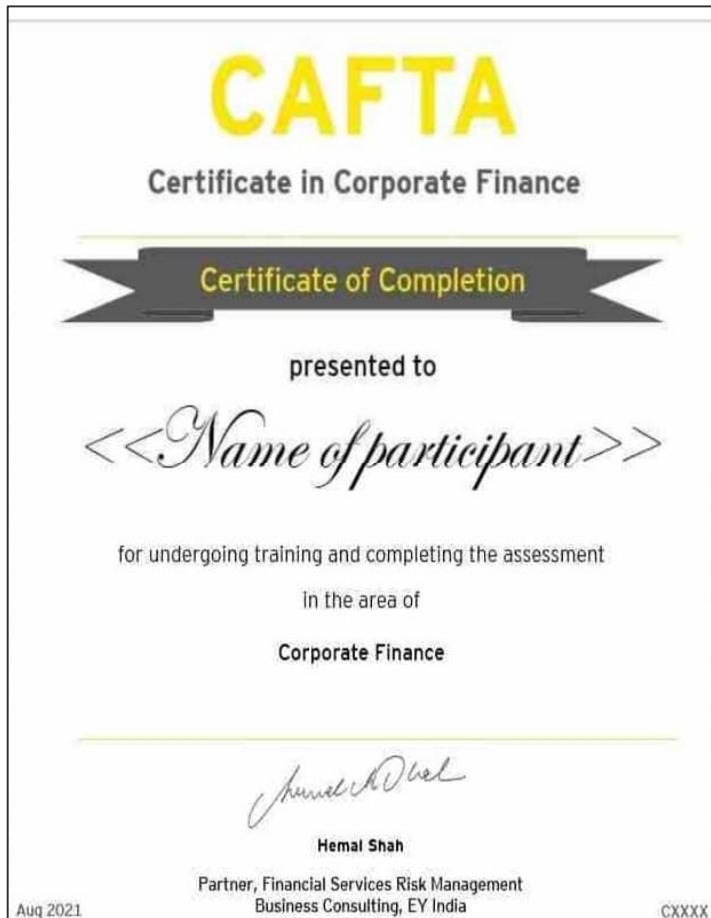 CAFTA
Certificate in Corporate Finance
Certificate of Completion
presented to
<<Name of participant>>
for undergoing training and completing the assessment
in the area of
Corporate Finance
Hemal Shah
Partner, Financial Services Risk Management
Business Consulting, EY India
Aug 2021
CXXXX